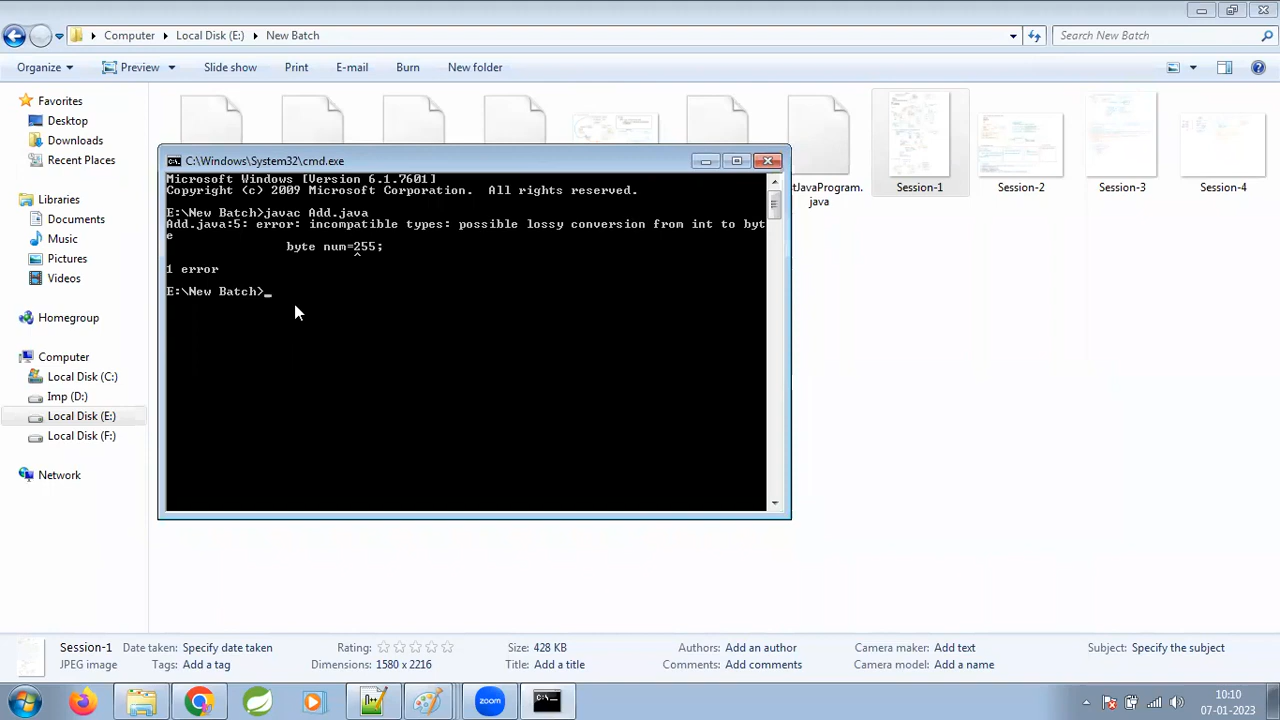 Computer Local Disk (E:) New Batch
Search New Batch
Organize Preview Slide show Print E-mail Burn New folder
Favorites
Desktop
Downloads
Recent Places
Libraries
Documents
Music
Pictures
Videos
Homegroup
Computer
Local Disk (C:)
Imp (D:)
Local Disk (E:)
Local Disk (F:)
Network
tJavaProgram.
java
Session-1
Session-2
Session-3
Session-4
C:\Windows\System32\cmd.exe
Microsoft Windows [Version 6.1.7601]
Copyright (c) 2009 Microsoft Corporation. All rights reserved.
E:\New Batch>javac Add.java
Add.java:5: error: incompatible types: possible lossy conversion from int to byt
e
byte num=255;
^
1 error
E:\New Batch>_
Session-1 Date taken: Specify date taken Rating: Size: 428 KB Authors: Add an author Camera maker: Add text Subject: Specify the subject
JPEG image Tags: Add a tag Dimensions: 1580 x 2216 Title: Add a title Comments: Add comments Camera model: Add a name
zoom
C:\
10:10
07-01-2023